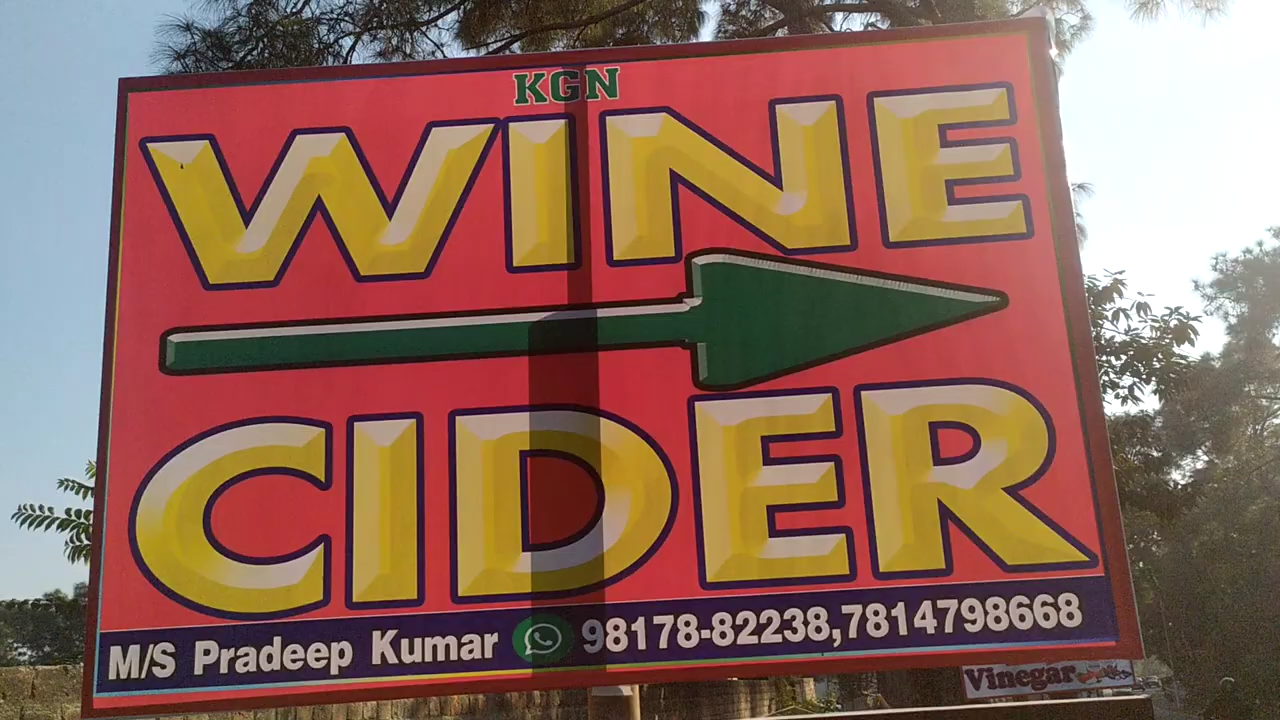 KGN
WINE
CIDER
M/S Pradeep Kumar 98178-82238,7814798668
Vinegar